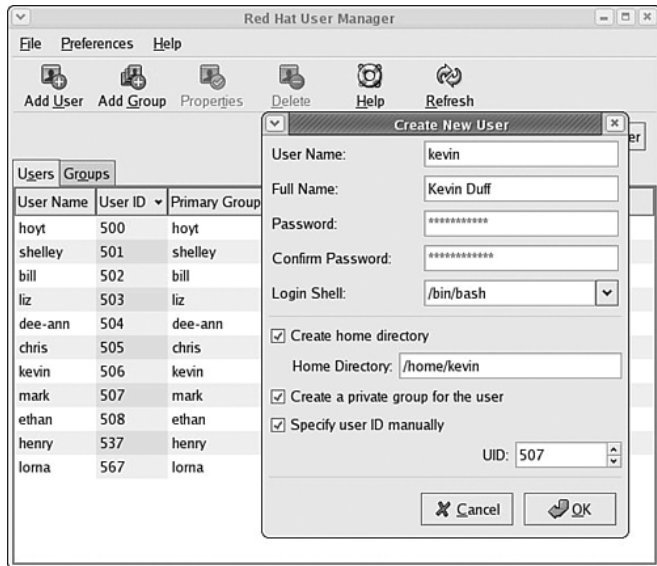 Red Hat User Manager
File Preferences Help
Add User Add Group Properties Delete Help Refresh
er
Users Groups
User Name User ID Primary Group
hoyt 500 hoyt
shelley 501 shelley
bill 502 bill
liz 503 liz
dee-ann 504 dee-ann
chris 505 chris
kevin 506 kevin
mark 507 mark
ethan 508 ethan
henry 537 henry
lorna 567 lorna
Create New User
User Name: kevin
Full Name: Kevin Duff
Password: ***********
Confirm Password: ************
Login Shell: /bin/bash
Create home directory
Home Directory: /home/kevin
Create a private group for the user
Specify user ID manually
UID: 507
Cancel OK